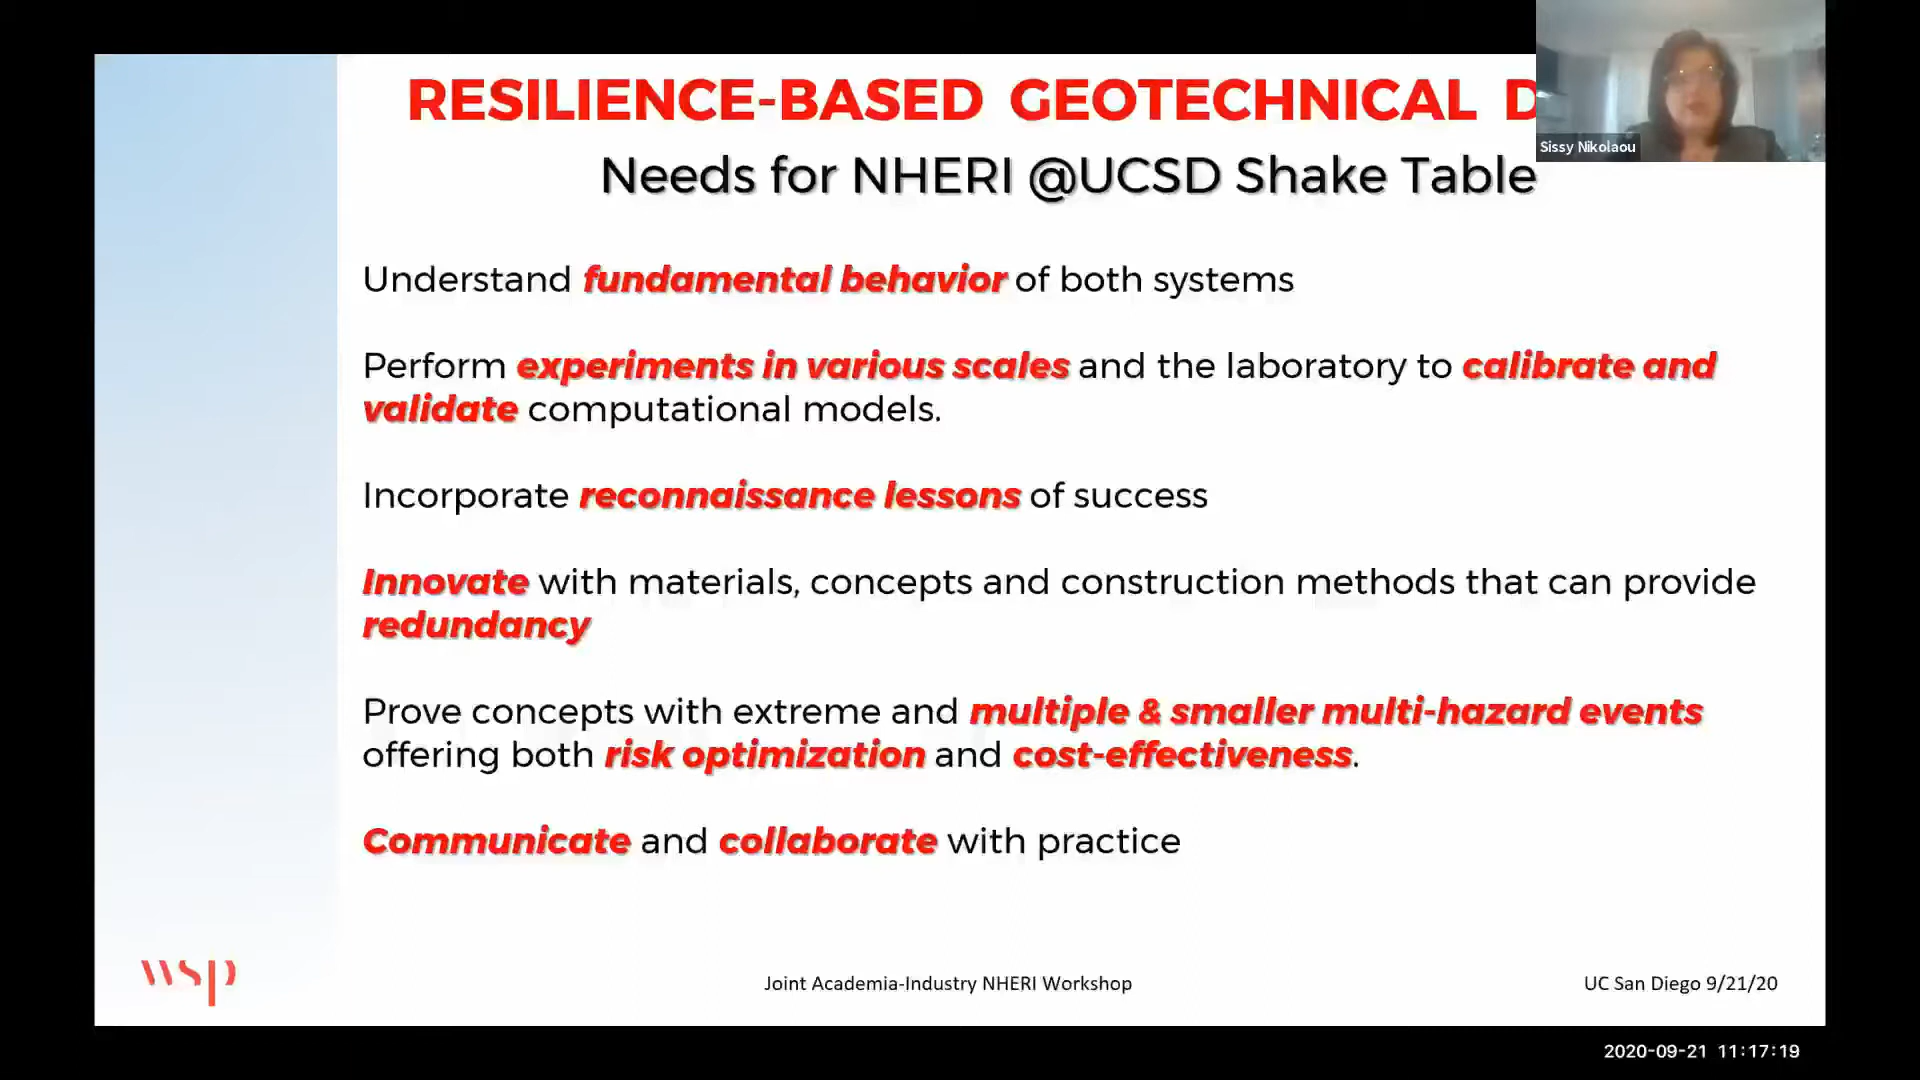 RESILIENCE-BASED GEOTECHNICAL D
Needs for NHERI @UCSD Shake Table
Sissy Nikolaou
Understand fundamental behavior of both systems
Perform experiments in various scales and the laboratory to calibrate and
validate computational models.
Incorporate reconnaissance lessons of success
Innovate with materials, concepts and construction methods that can provide
redundancy
Prove concepts with extreme and multiple & smaller multi-hazard events
offering both risk optimization and cost-effectiveness.
Communicate and collaborate with practice
wsp
Joint Academia-Industry NHERI Workshop
UC San Diego 9/21/20
2020-09-21 11:17:19